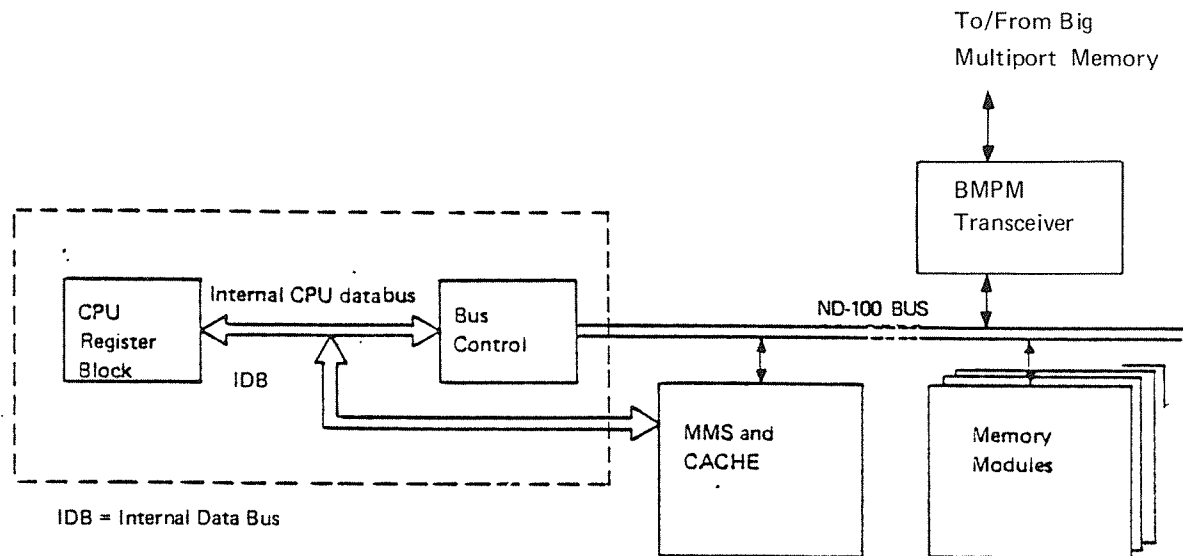 To/From Big
Multiport Memory
BMPM
Transceiver
CPU
Register
Block
Internal CPU databus
IDB
Bus
Control
ND-100 BUS
MMS and
CACHE
Memory
Modules
IDB = Internal Data Bus